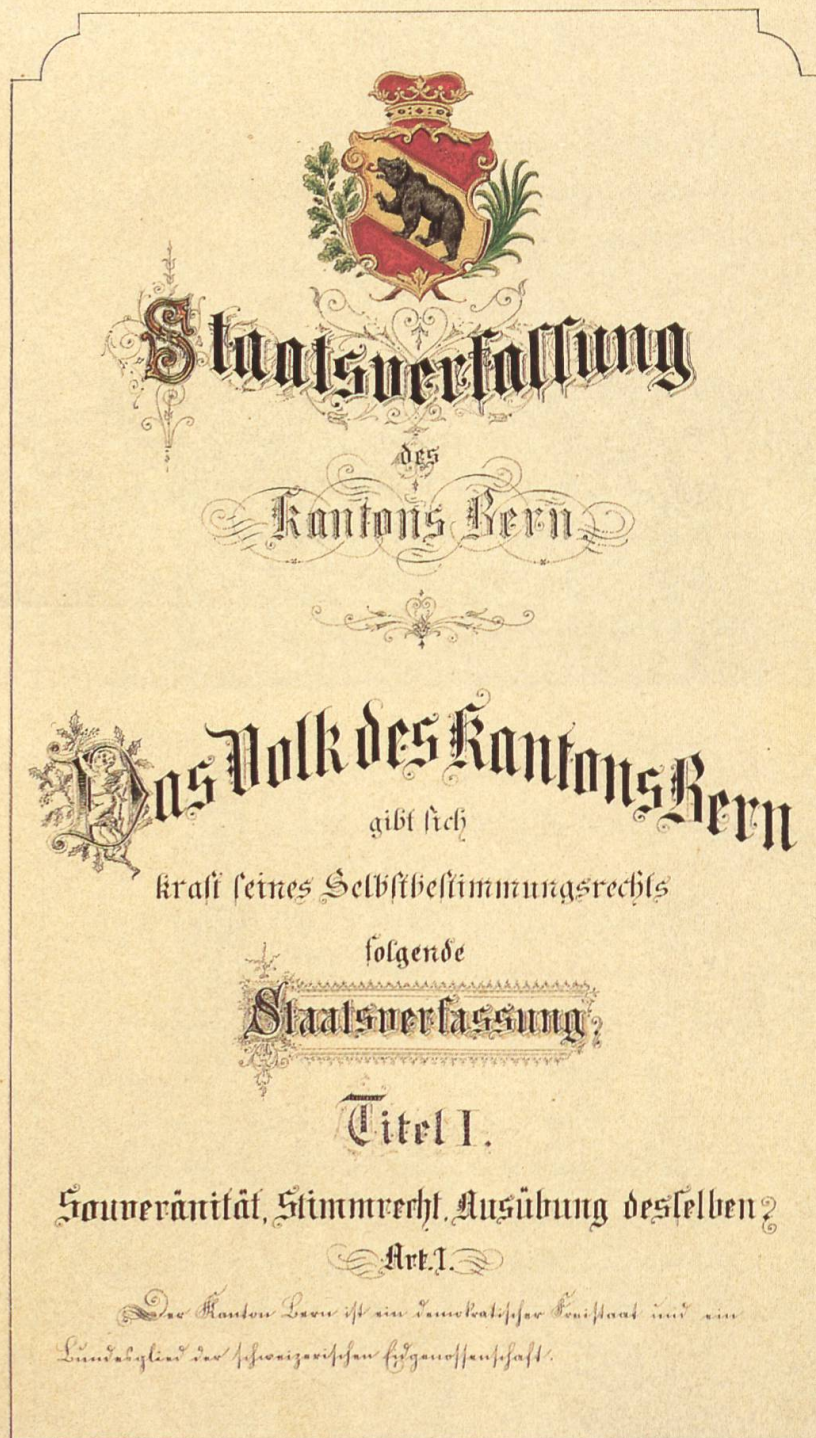 Staatsverfassung
des
Kantons Bern
Das Volk des Kantons Bern
gibt sich
kraft seines Selbstbestimmungsrechts
folgende
Staatsverfassung:
Titel I.
Souveränität, Stimmrecht, Ausübung desselben:
Art. I.
Der Kanton Bern ist ein demokratischer Freistaat und ein
Bundesglied der schweizerischen Eidgenossenschaft.